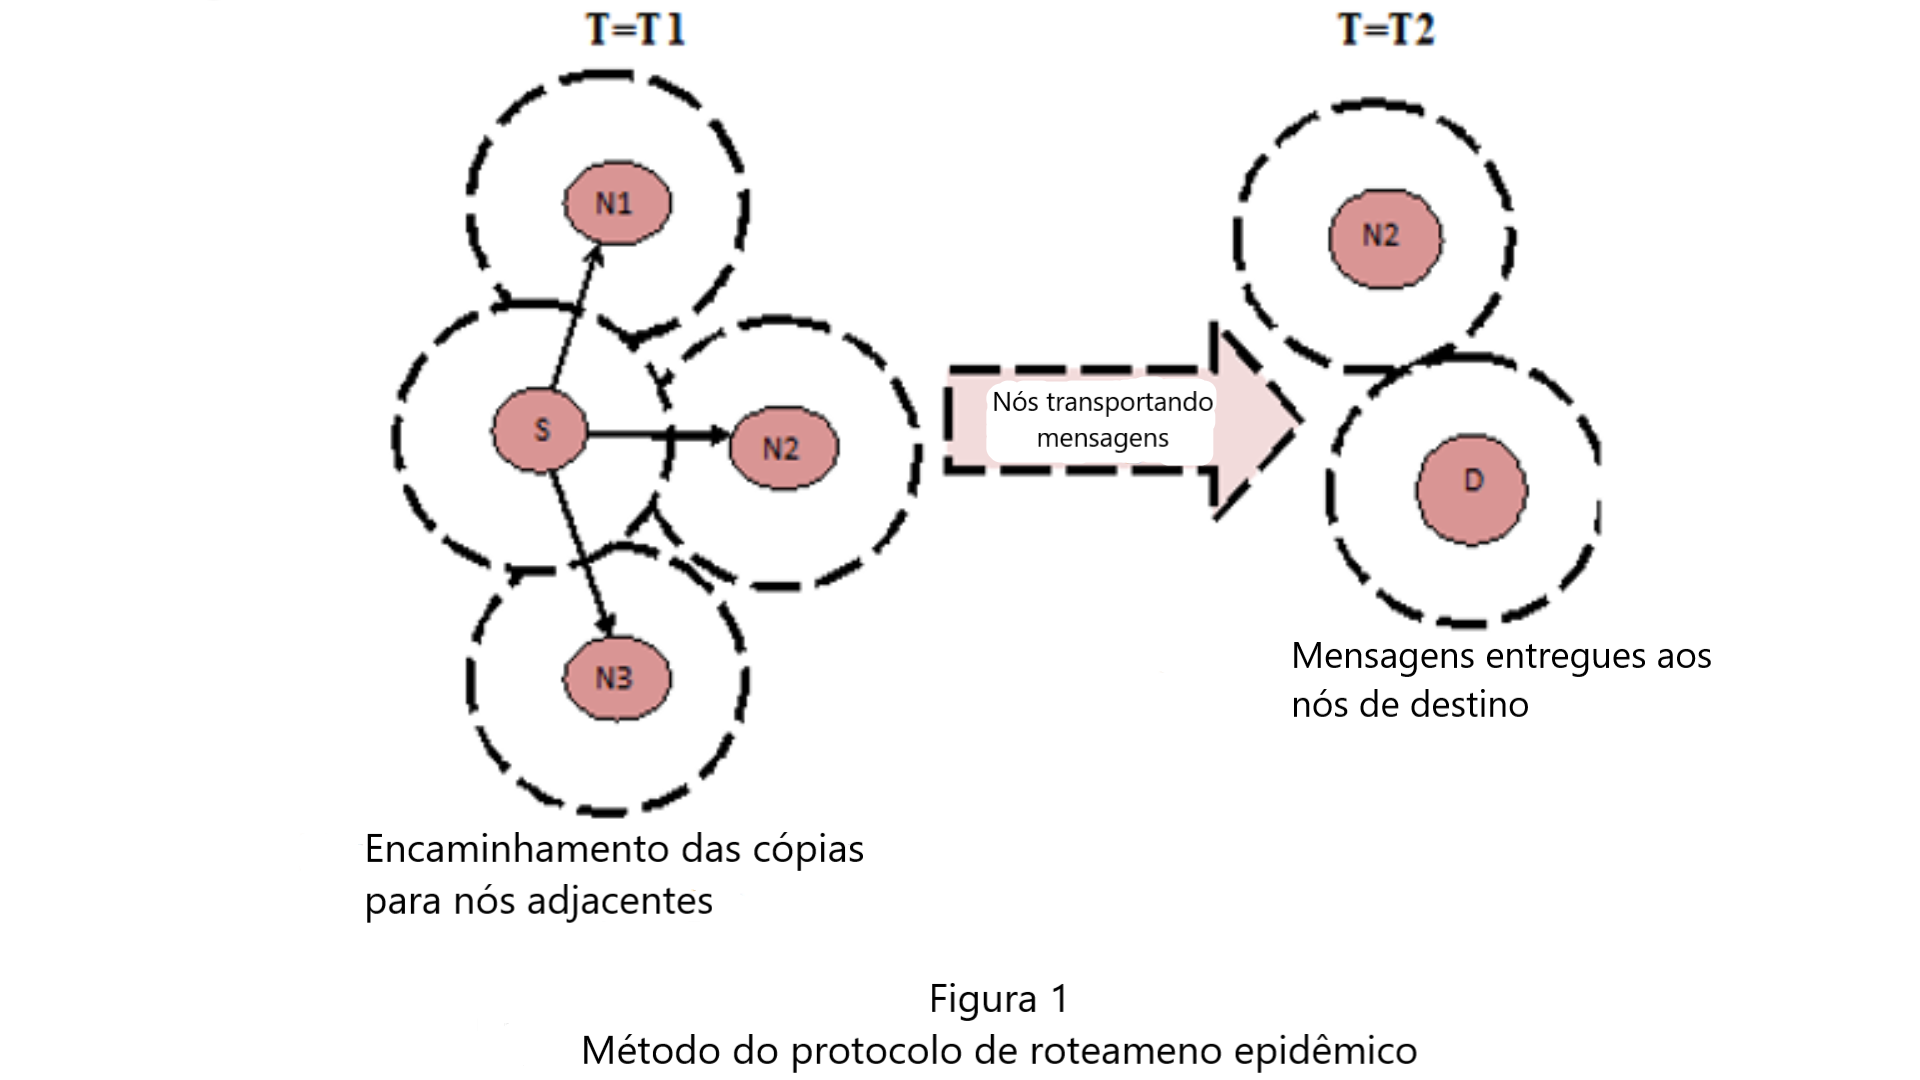 T=T1
T=T2
N1
N2
S
N2
Nós transportando
mensagens
D
N3
Mensagens entregues aos
nós de destino
Encaminhamento das cópias
para nós adjacentes
Figura 1
Método do protocolo de roteameno epidêmico